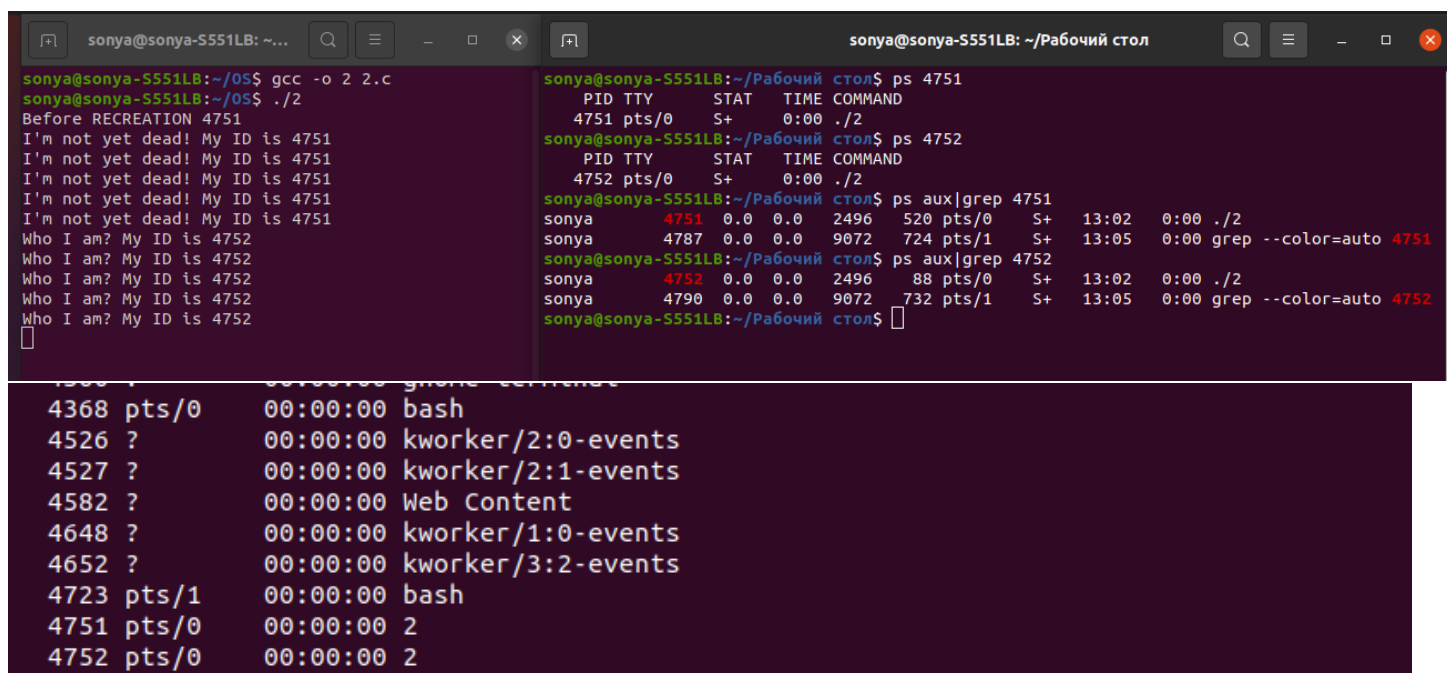 sonya@sonya-S551LB: ~...
sonya@sonya-S551LB:~/OS$ gcc -o 2 2.c
sonya@sonya-S551LB:~/OS$ ./2
Before RECREATION 4751
I'm not yet dead! My ID is 4751
I'm not yet dead! My ID is 4751
I'm not yet dead! My ID is 4751
I'm not yet dead! My ID is 4751
I'm not yet dead! My ID is 4751
Who I am? My ID is 4752
Who I am? My ID is 4752
Who I am? My ID is 4752
Who I am? My ID is 4752
Who I am? My ID is 4752
sonya@sonya-S551LB: ~/Рабочий стол
sonya@sonya-S551LB:~/Рабочий стол$ ps 4751
PID TTY STAT TIME COMMAND
4751 pts/0 S+ 0:00 ./2
sonya@sonya-S551LB:~/Рабочий стол$ ps 4752
PID TTY STAT TIME COMMAND
4752 pts/0 S+ 0:00 ./2
sonya@sonya-S551LB:~/Рабочий стол$ ps aux|grep 4751
sonya 4751 0.0 0.0 2496 520 pts/0 S+ 13:02 0:00 ./2
sonya 4787 0.0 0.0 9072 724 pts/1 S+ 13:05 0:00 grep --color=auto 4751
sonya@sonya-S551LB:~/Рабочий стол$ ps aux|grep 4752
sonya 4752 0.0 0.0 2496 88 pts/0 S+ 13:02 0:00 ./2
sonya 4790 0.0 0.0 9072 732 pts/1 S+ 13:05 0:00 grep --color=auto 4752
sonya@sonya-S551LB:~/Рабочий стол$
4368 pts/0 00:00:00 bash
4526 ? 00:00:00 kworker/2:0-events
4527 ? 00:00:00 kworker/2:1-events
4582 ? 00:00:00 Web Content
4648 ? 00:00:00 kworker/1:0-events
4652 ? 00:00:00 kworker/3:2-events
4723 pts/1 00:00:00 bash
4751 pts/0 00:00:00 2
4752 pts/0 00:00:00 2